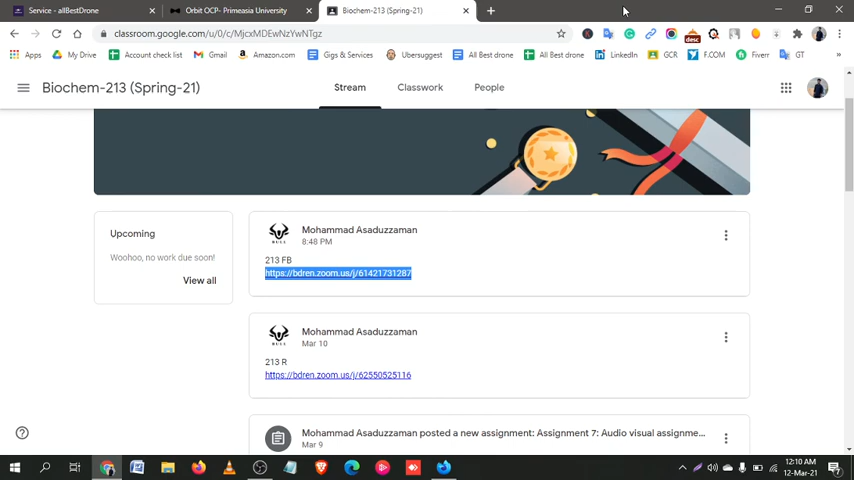 Service - allBestDrone
Orbit OCP- Primeasia University
Biochem-213 (Spring-21)
classroom.google.com/u/0/c/MjcxMDEwNzYwNTgz
Apps
My Drive
Account check list
Gmail
Amazon.com
Gigs & Services
Ubersuggest
All Best drone
All Best drone
LinkedIn
GCR
F.COM
Fiverr
GT
Biochem-213 (Spring-21)
Stream
Classwork
People
Upcoming
Woohoo, no work due soon!
View all
BULL
Mohammad Asaduzzaman
8:48 PM
213 FB
https://bdren.zoom.us/j/61421731287
BULL
Mohammad Asaduzzaman
Mar 10
213 R
https://bdren.zoom.us/j/62550525116
Mohammad Asaduzzaman posted a new assignment: Assignment 7: Audio visual assignme...
Mar 9
12:10 AM
12-Mar-21